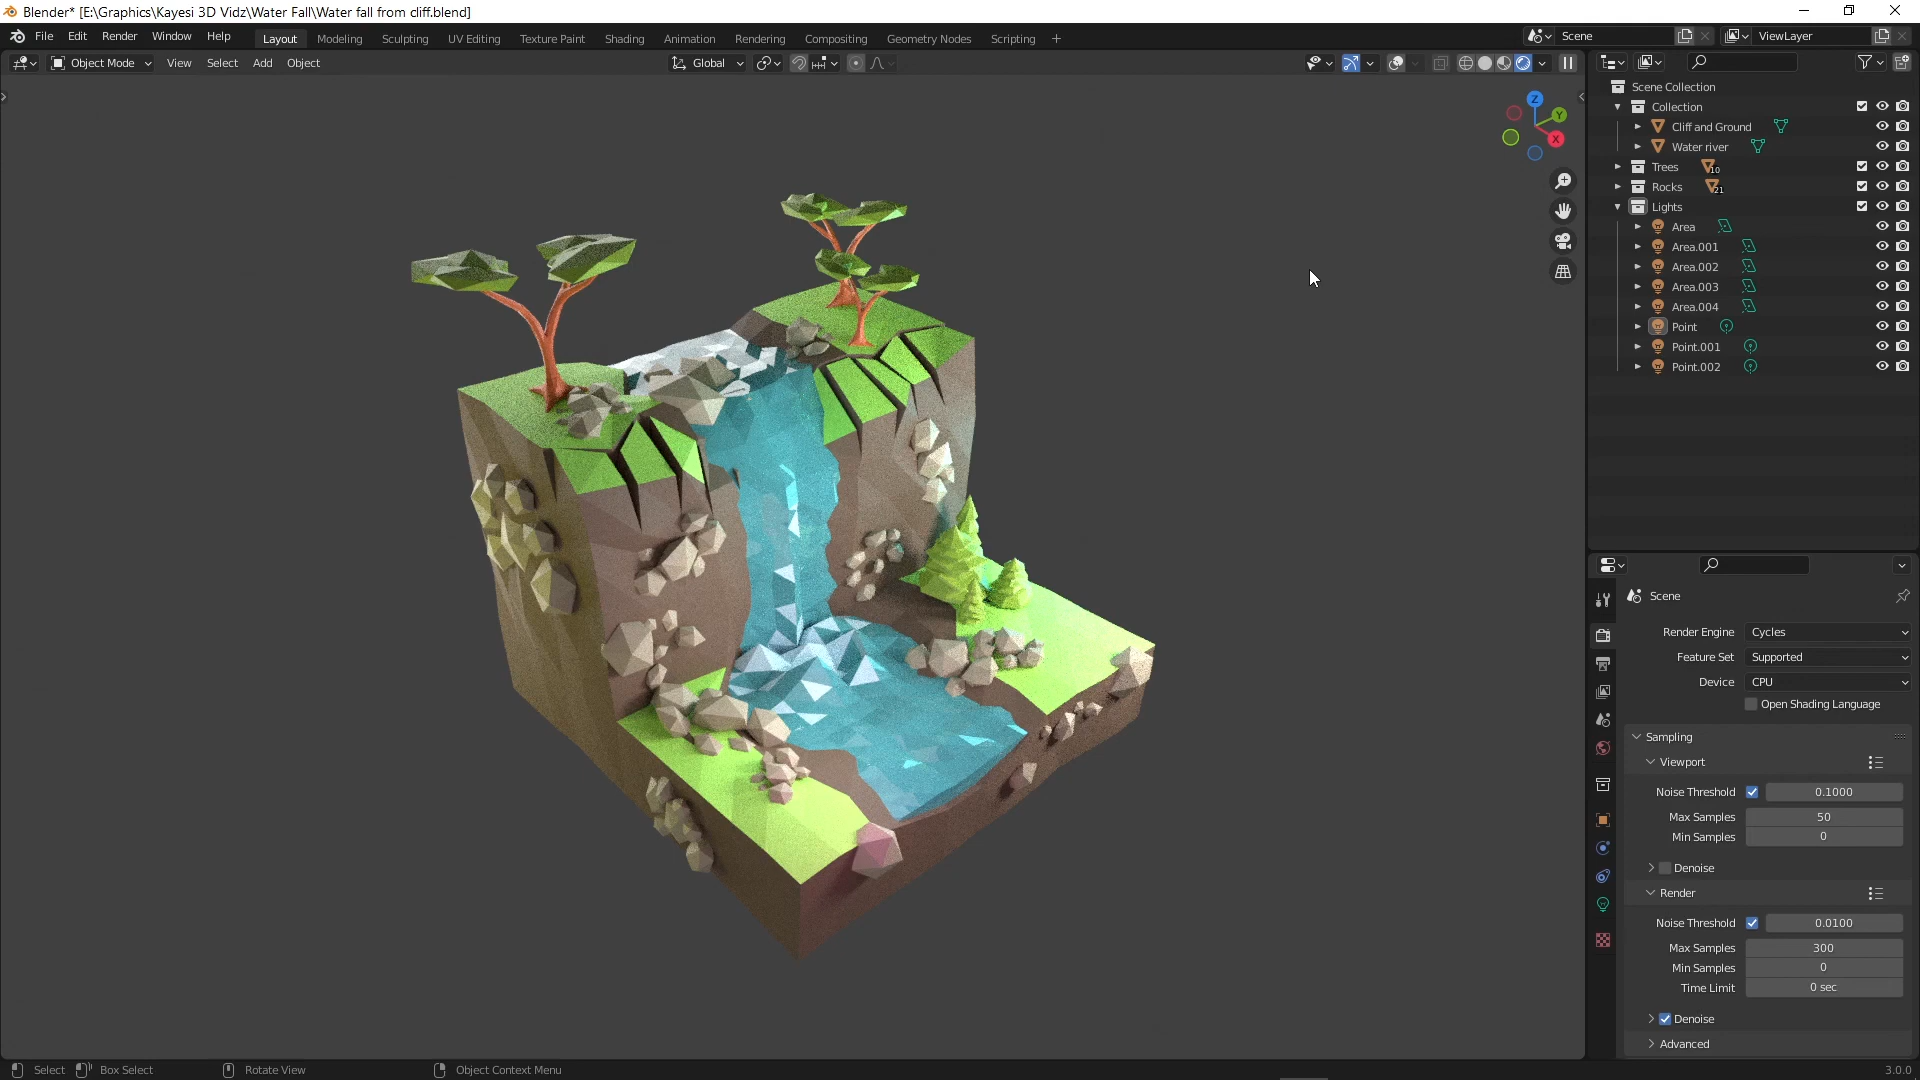 Blender* [E:\Graphics\Kayesi 3D Vidz\Water Fall\Water fall from cliff.blend]
File Edit Render Window Help Layout Modeling Sculpting UV Editing Texture Paint Shading Animation Rendering Compositing Geometry Nodes Scripting + Scene ViewLayer
Object Mode View Select Add Object Global
Scene Collection
Collection
Cliff and Ground
Water river
Trees 10
Rocks 21
Lights
Area
Area.001
Area.002
Area.003
Area.004
Point
Point.001
Point.002
Z
Y
X
Scene
Render Engine Cycles
Feature Set Supported
Device CPU
Open Shading Language
Sampling
Viewport
Noise Threshold 0.1000
Max Samples 50
Min Samples 0
Denoise
Render
Noise Threshold 0.0100
Max Samples 300
Min Samples 0
Time Limit 0 sec
Denoise
Advanced
Select Box Select Rotate View Object Context Menu 3.0.0